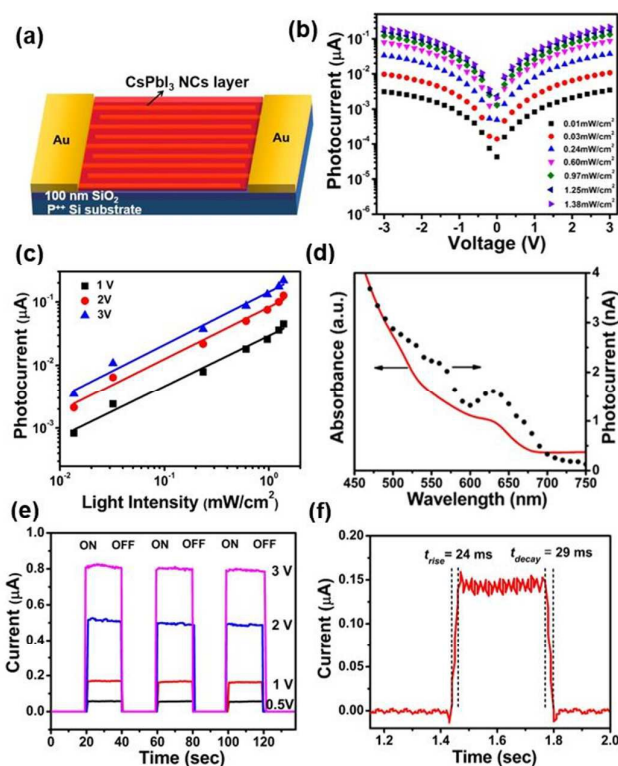 (a)
CsPbI₃ NCs layer
Au
Au
100 nm SiO₂
P⁺⁺ Si substrate
(b)
Photocurrent (μA)
10⁻¹
10⁻²
10⁻³
10⁻⁴
10⁻⁵
10⁻⁶
0.01mW/cm²
0.03mW/cm²
0.24mW/cm²
0.60mW/cm²
0.97mW/cm²
1.25mW/cm²
1.38mW/cm²
-3 -2 -1 0 1 2 3
Voltage (V)
(c)
Photocurrent (μA)
1 V
2V
3V
10⁻¹
10⁻²
10⁻³
10⁻² 10⁻¹ 10⁰
Light Intensity (mW/cm²)
(d)
Absorbance (a.u.)
Photocurrent (nA)
4
3
2
1
0
450 500 550 600 650 700 750
Wavelength (nm)
(e)
Current (μA)
1.0
0.8
0.6
0.4
0.2
0.0
ON OFF ON OFF ON OFF
3 V
2 V
1 V
0.5V
0 20 40 60 80 100 120
Time (sec)
(f)
Current (μA)
0.20
0.15
0.10
0.05
0.00
t_rise = 24 ms
t_decay = 29 ms
1.2 1.4 1.6 1.8 2.0
Time (sec)